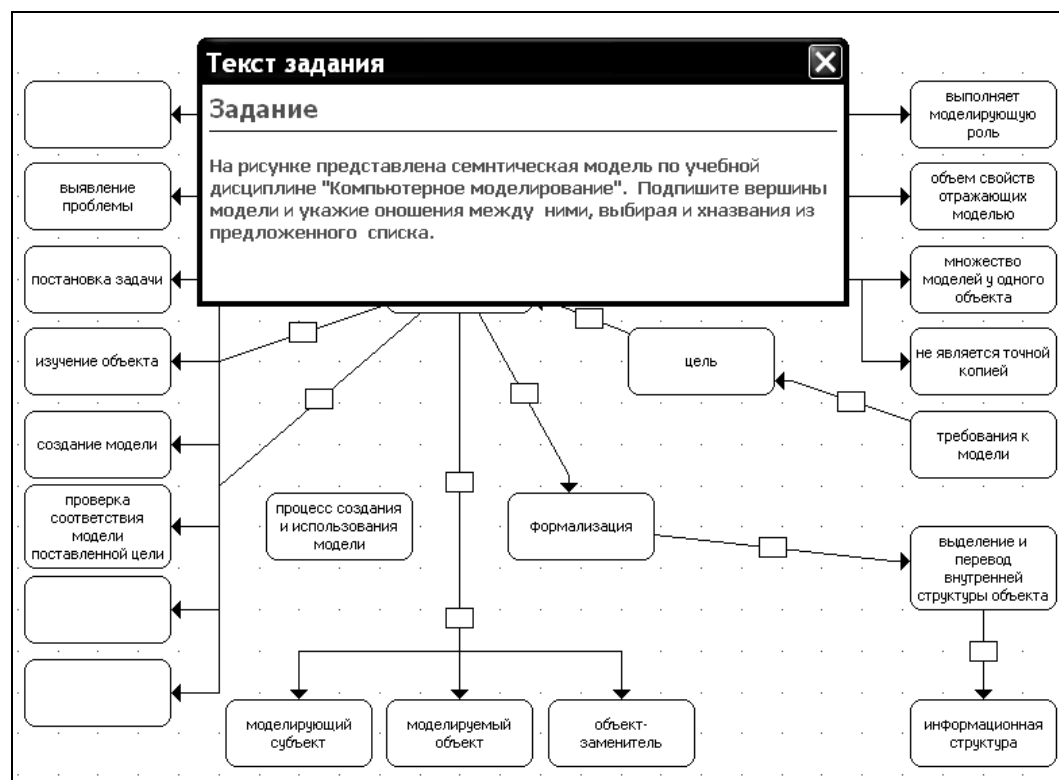 Текст задания
Задание
На рисунке представлена семнтическая модель по учебной
дисциплине "Компьютерное моделирование". Подпишите вершины
модели и укажие оношения между ними, выбирая и хназвания из
предложенного списка.
выполняет
моделирующую
роль
выявление
проблемы
объем свойств
отражающих
моделью
постановка задачи
множество
моделей у одного
объекта
изучение объекта
цель
не является точной
копией
создание модели
требования к
модели
проверка
соответствия
модели
поставленной цели
процесс создания
и использования
модели
формализация
выделение и
перевод
внутренней
структуры объекта
моделирующий
субъект
моделируемый
объект
объект-
заменитель
информационная
структура